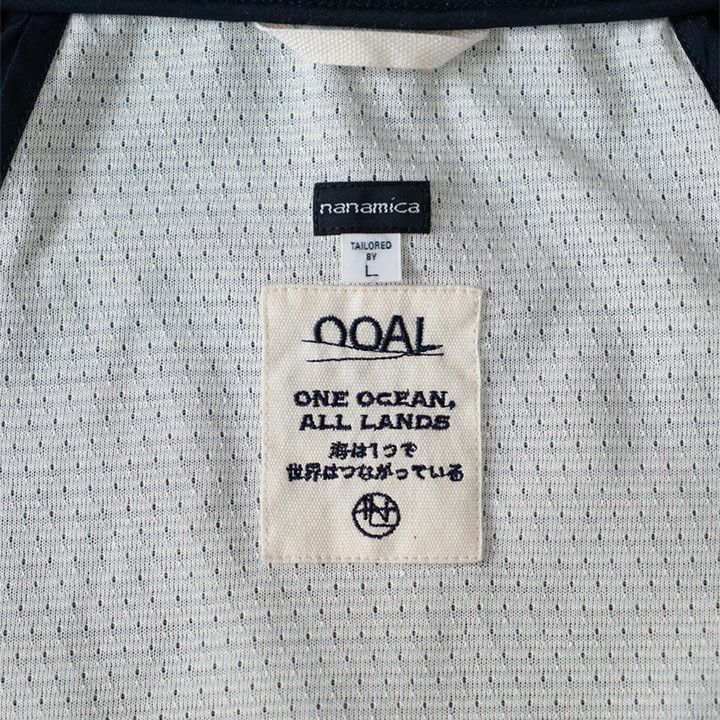 nanamica
TAILORED
BY
L
OOAL
ONE OCEAN,
ALL LANDS
海は1つで
世界はつながっている